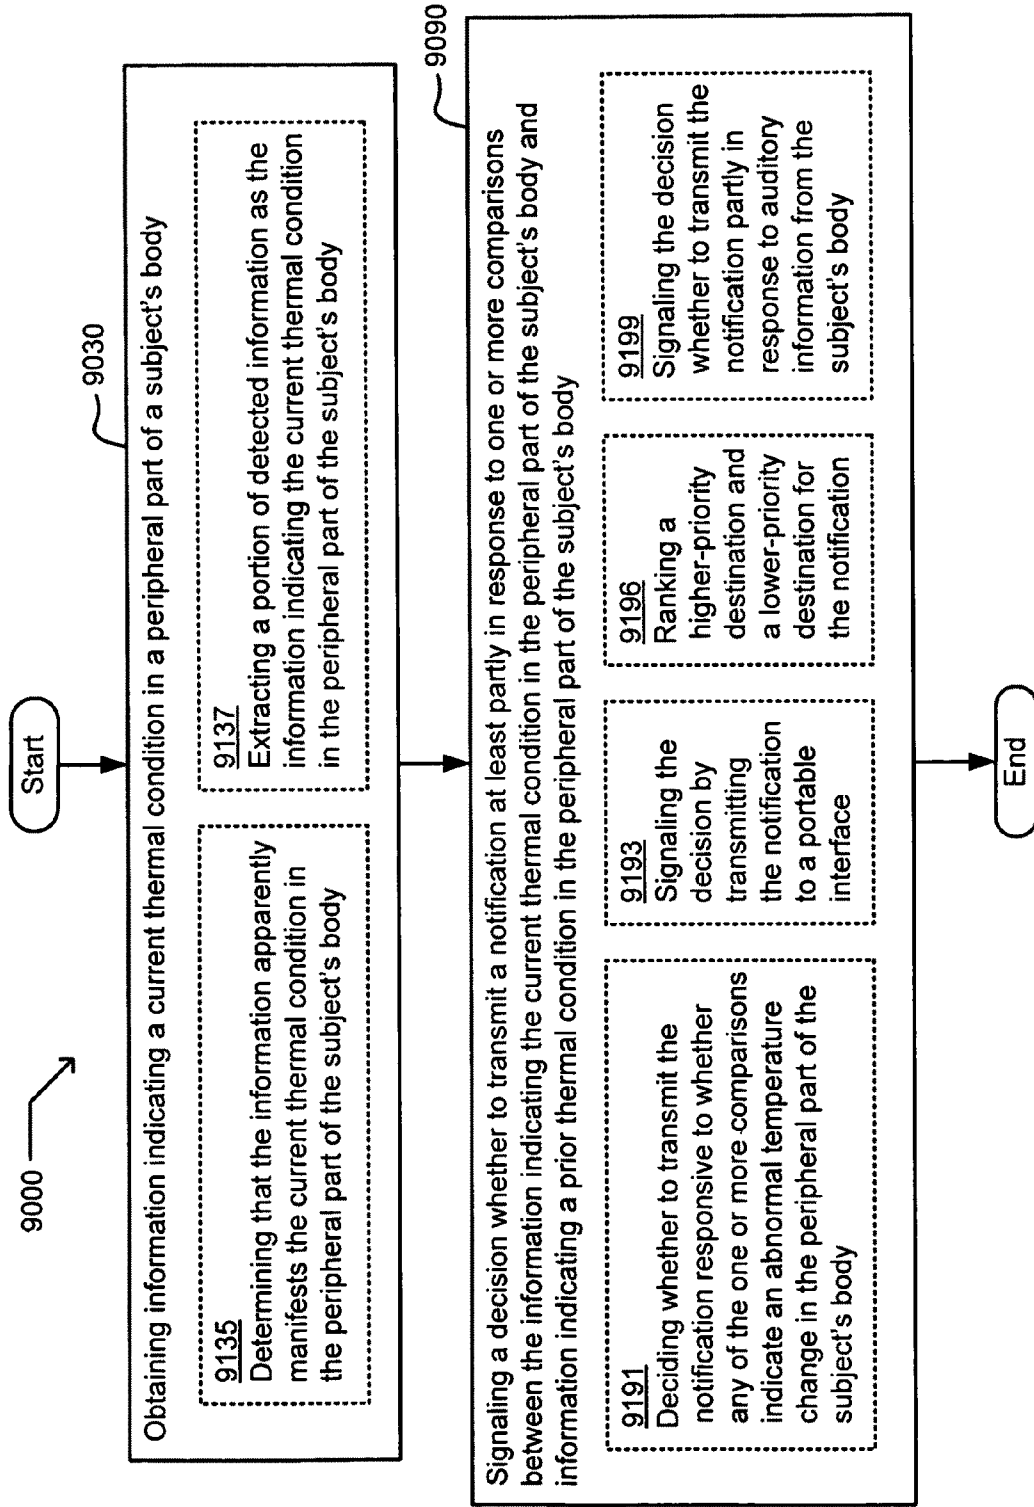 9000
Start
9030
Obtaining information indicating a current thermal condition in a peripheral part of a subject's body
9135
Determining that the information apparently
manifests the current thermal condition in
the peripheral part of the subject's body
9137
Extracting a portion of detected information as the
information indicating the current thermal condition
in the peripheral part of the subject's body
9090
Signaling a decision whether to transmit a notification at least partly in response to one or more comparisons
between the information indicating the current thermal condition in the peripheral part of the subject's body and
information indicating a prior thermal condition in the peripheral part of the subject's body
9191
Deciding whether to transmit the
notification responsive to whether
any of the one or more comparisons
indicate an abnormal temperature
change in the peripheral part of the
subject's body
9193
Signaling the
decision by
transmitting
the notification
to a portable
interface
9196
Ranking a
higher-priority
destination and
a lower-priority
destination for
the notification
9199
Signaling the decision
whether to transmit the
notification partly in
response to auditory
information from the
subject's body
End